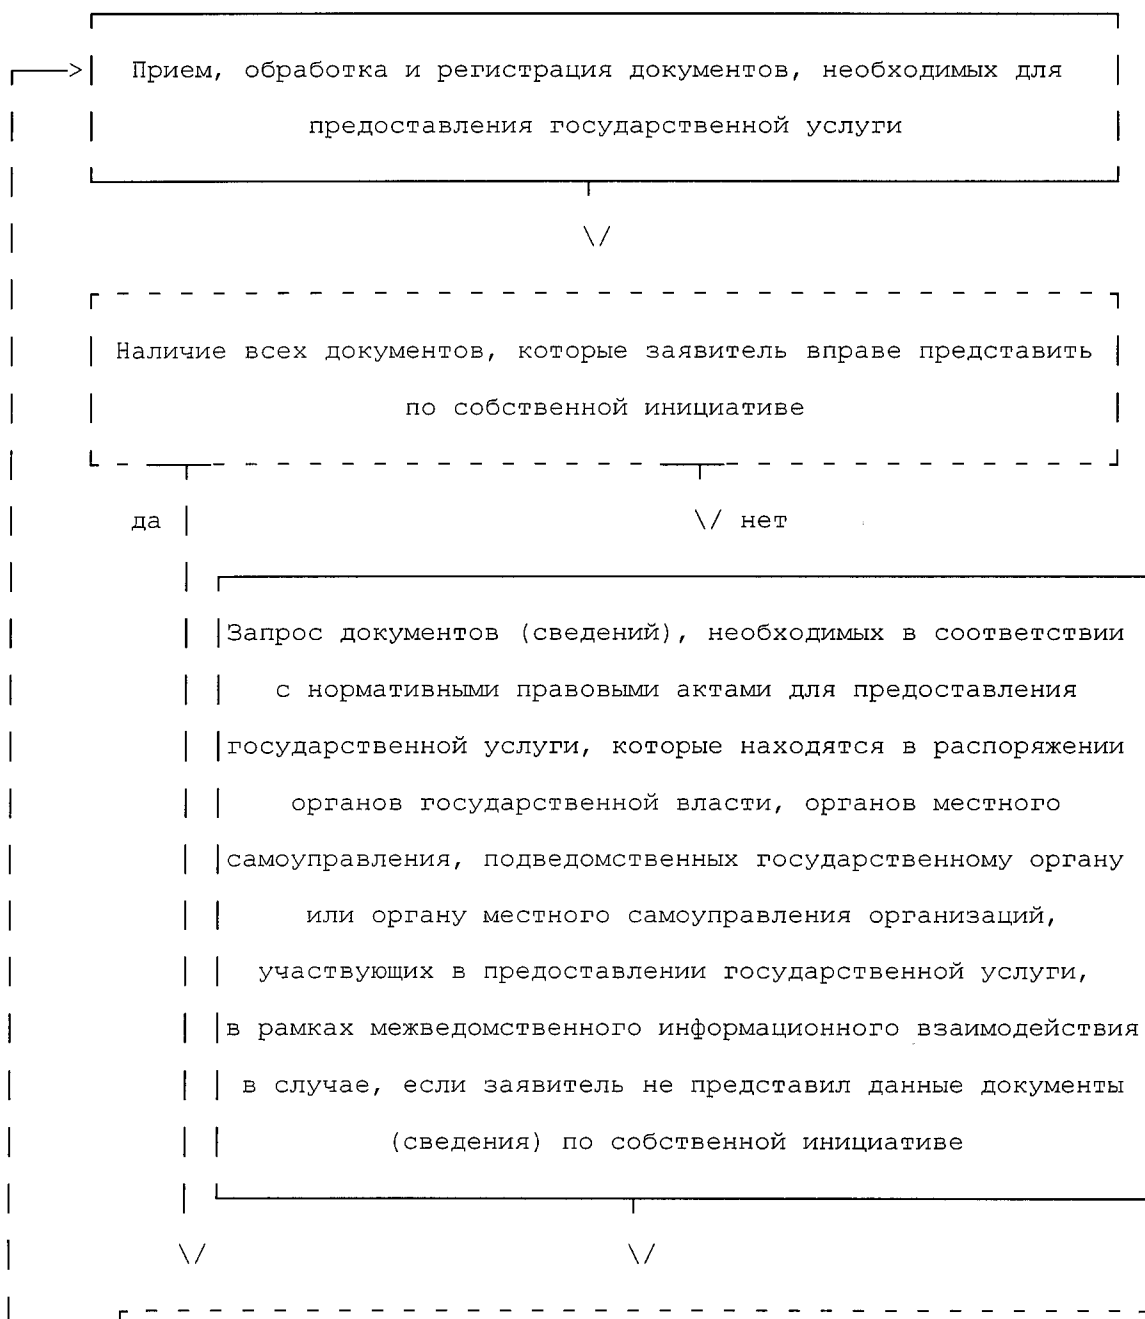 Прием, обработка и регистрация документов, необходимых для
предоставления государственной услуги
Наличие всех документов, которые заявитель вправе представить
по собственной инициативе
да
нет
Запрос документов (сведений), необходимых в соответствии
с нормативными правовыми актами для предоставления
государственной услуги, которые находятся в распоряжении
органов государственной власти, органов местного
самоуправления, подведомственных государственному органу
или органу местного самоуправления организаций,
участвующих в предоставлении государственной услуги,
в рамках межведомственного информационного взаимодействия
в случае, если заявитель не представил данные документы
(сведения) по собственной инициативе